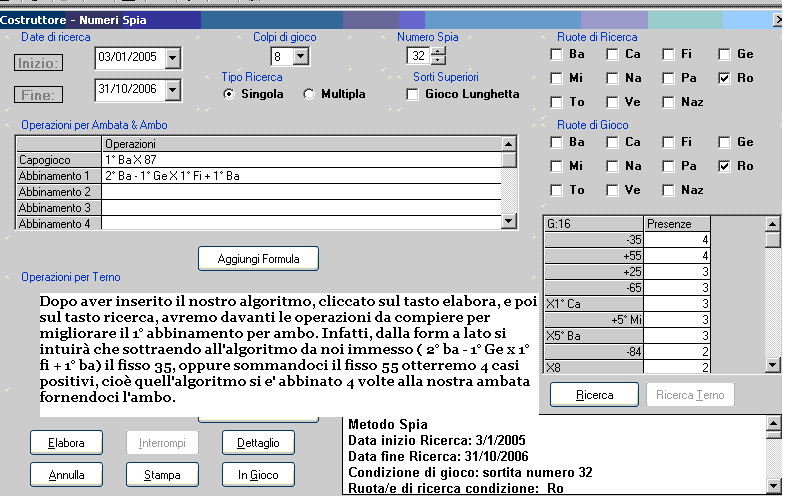 Costruttore - Numeri Spia
Date di ricerca
Inizio: 03/01/2005
Fine: 31/10/2006
Colpi di gioco
8
Numero Spia
32
Tipo Ricerca
Singola Multipla
Sorti Superiori
Gioco Lunghetta
Ruote di Ricerca
Ba Ca Fi Ge
Mi Na Pa Ro
To Ve Naz
Operazioni per Ambata & Ambo
Operazioni
Capogioco 1° Ba X 87
Abbinamento 1 2° Ba - 1° Ge X 1° Fi + 1° Ba
Abbinamento 2
Abbinamento 3
Abbinamento 4
Aggiungi Formula
Ruote di Gioco
Ba Ca Fi Ge
Mi Na Pa Ro
To Ve Naz
G:16 Presenze
-35 4
+55 4
+25 3
-65 3
X1° Ca 3
+5° Mi 3
X5° Ba 3
-84 2
X8 2
Ricerca Ricerca Terno
Operazioni per Terno
Dopo aver inserito il nostro algoritmo, cliccato sul tasto elabora, e poi
sul tasto ricerca, avremo davanti le operazioni da compiere per
migliorare il 1° abbinamento per ambo. Infatti, dalla form a lato si
intuirà che sottraendo all'algoritmo da noi immesso ( 2° ba - 1° Ge x 1°
fi + 1° ba) il fisso 35, oppure sommandoci il fisso 55 otterremo 4 casi
positivi, cioè quell'algoritmo si e' abbinato 4 volte alla nostra ambata
fornendoci l'ambo.
Elabora Interrompi Dettaglio
Annulla Stampa In Gioco
Metodo Spia
Data inizio Ricerca: 3/1/2005
Data fine Ricerca: 31/10/2006
Condizione di gioco: sortita numero 32
Ruota/e di ricerca condizione: Ro